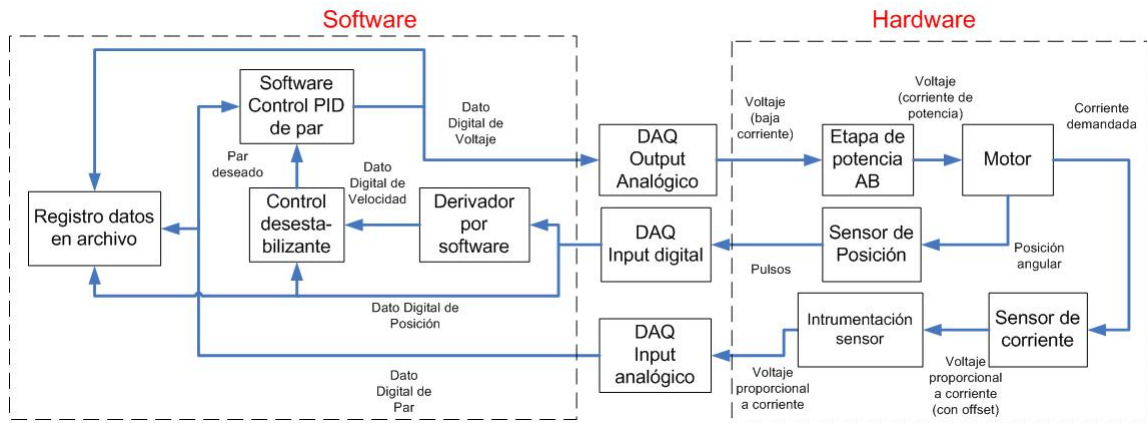 Software
Hardware
Software
Control PID
de par
Dato
Digital de
Voltaje
Par
deseado
Dato
Digital de
Velocidad
Registro datos
en archivo
Control
desesta-
bilizante
Derivador
por
software
Dato Digital de
Posición
Dato
Digital de
Par
DAQ
Output
Analógico
DAQ
Input digital
DAQ
Input
analógico
Voltaje
(baja
corriente)
Etapa de
potencia
AB
Voltaje
(corriente de
potencia)
Motor
Corriente
demandada
Pulsos
Sensor de
Posición
Posición
angular
Intrumentación
sensor
Sensor de
corriente
Voltaje
proporcional
a corriente
Voltaje
proporcional
a corriente
(con offset)